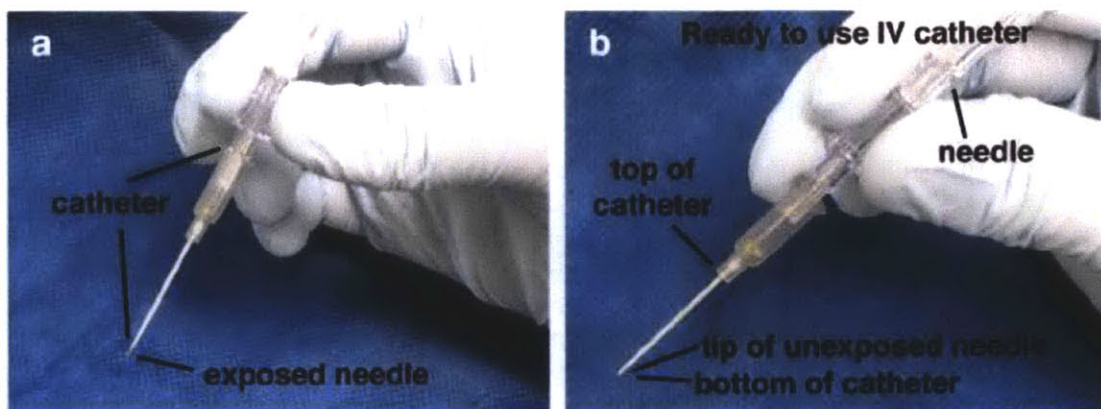 a
catheter
exposed needle
b
Ready to use IV catheter
needle
top of
catheter
tip of unexposed needle
bottom of catheter